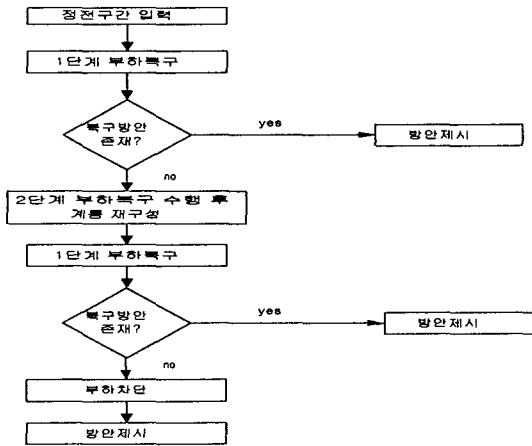 정전구간 입력
1단계 부하복구
복구방안
존재?
yes
방안제시
no
2단계 부하복구 수행 후
계통 재구성
1단계 부하복구
복구방안
존재?
yes
방안제시
no
부하차단
방안제시